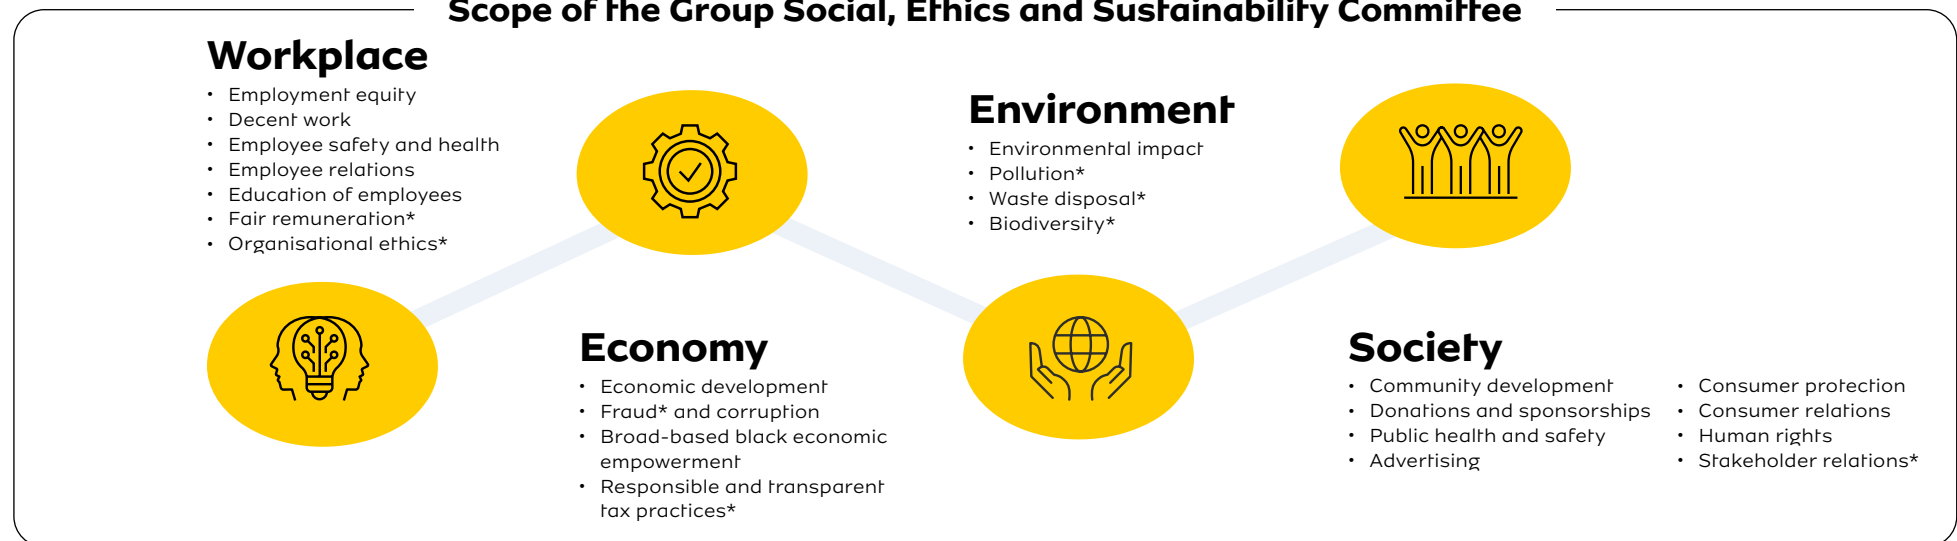 Scope of the Group Social, Ethics and Sustainability Committee
Workplace
• Employment equity
• Decent work
• Employee safety and health
• Employee relations
• Education of employees
• Fair remuneration*
• Organisational ethics*
Economy
• Economic development
• Fraud* and corruption
• Broad-based black economic
empowerment
• Responsible and transparent
tax practices*
Environment
• Environmental impact
• Pollution*
• Waste disposal*
• Biodiversity*
Society
• Community development
• Donations and sponsorships
• Public health and safety
• Advertising
• Consumer protection
• Consumer relations
• Human rights
• Stakeholder relations*